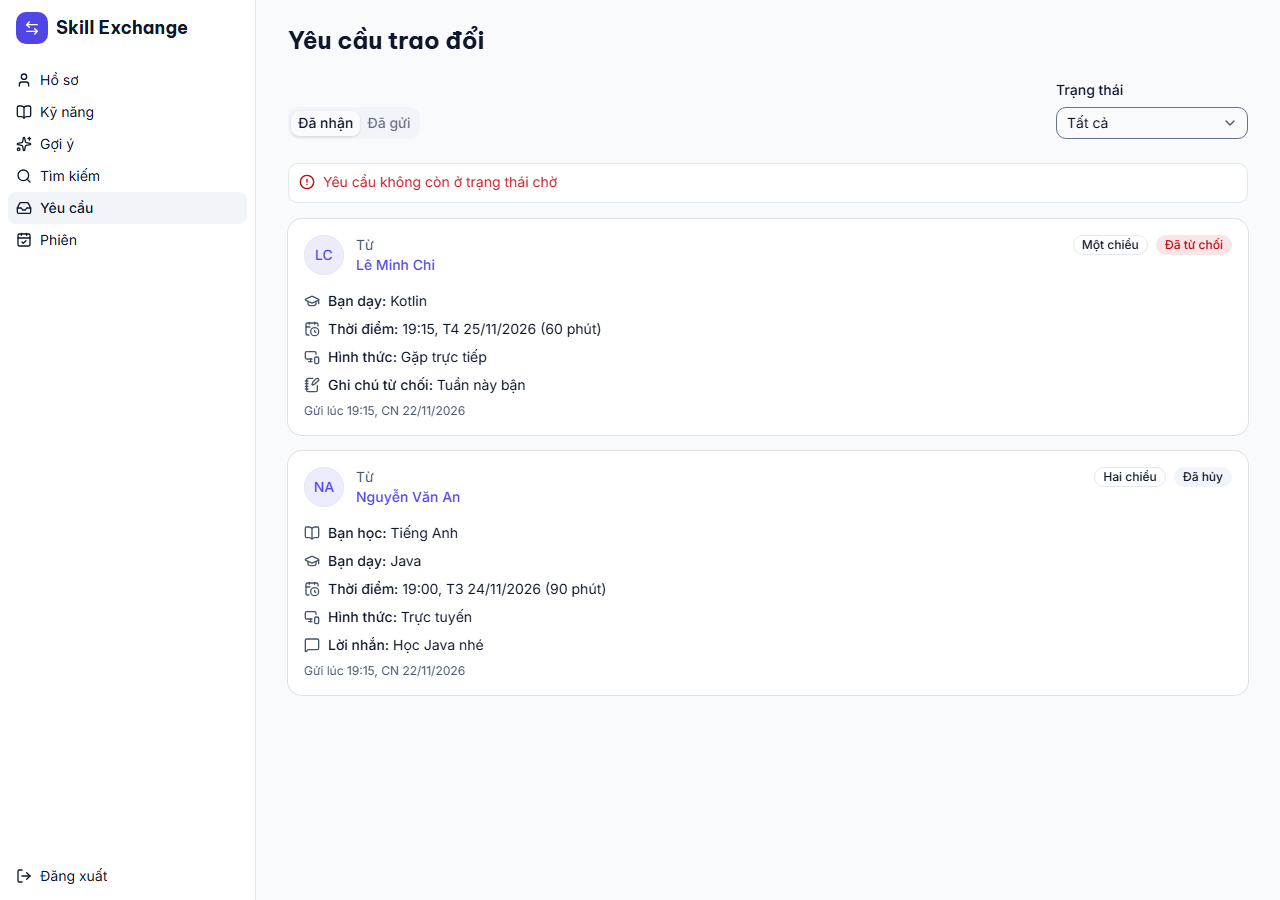 Skill Exchange
Hồ sơ
Kỹ năng
Gợi ý
Tìm kiếm
Yêu cầu
Phiên
Đăng xuất
Yêu cầu trao đổi
Đã nhận
Đã gửi
Trạng thái
Tất cả
Yêu cầu không còn ở trạng thái chờ
LC
Từ
Lê Minh Chi
Một chiều
Đã từ chối
Bạn dạy: Kotlin
Thời điểm: 19:15, T4 25/11/2026 (60 phút)
Hình thức: Gặp trực tiếp
Ghi chú từ chối: Tuần này bận
Gửi lúc 19:15, CN 22/11/2026
NA
Từ
Nguyễn Văn An
Hai chiều
Đã hủy
Bạn học: Tiếng Anh
Bạn dạy: Java
Thời điểm: 19:00, T3 24/11/2026 (90 phút)
Hình thức: Trực tuyến
Lời nhắn: Học Java nhé
Gửi lúc 19:15, CN 22/11/2026